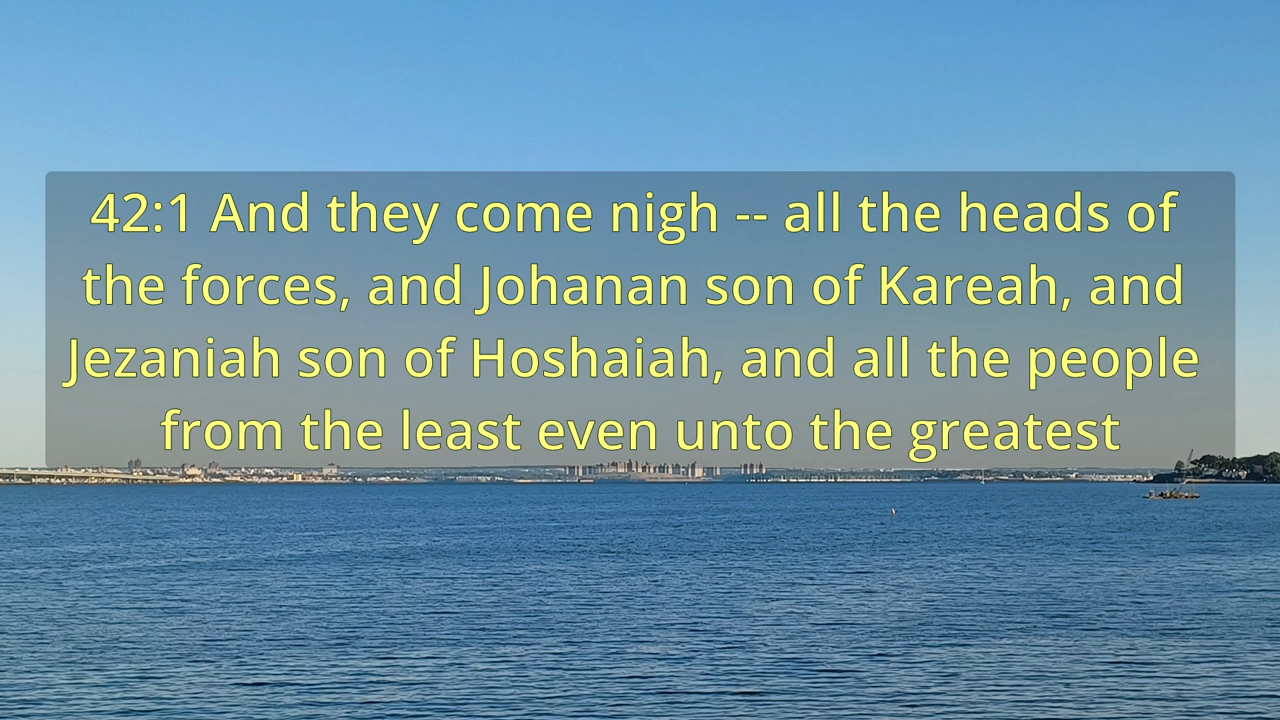 42:1 And they come nigh -- all the heads of
the forces, and Johanan son of Kareah, and
Jezaniah son of Hoshaiah, and all the people
from the least even unto the greatest